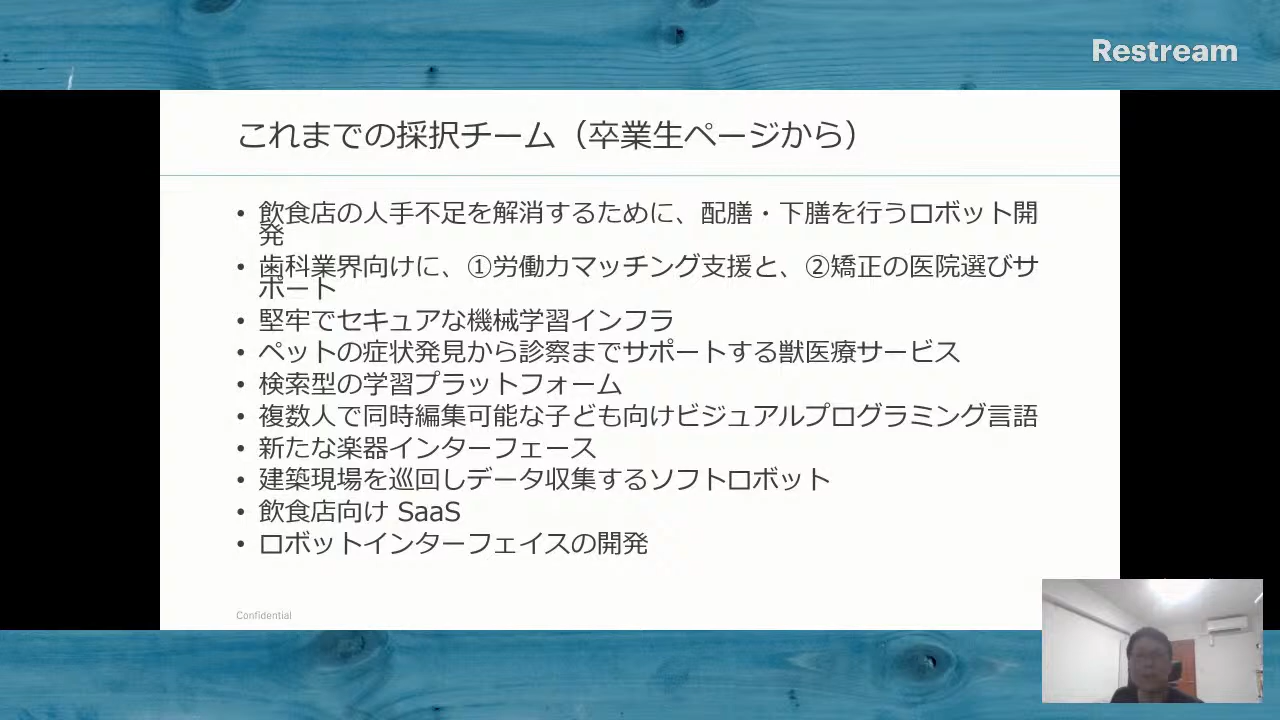 Restream
これまでの採択チーム（卒業生ページから）
• 飲食店の人手不足を解消するために、配膳・下膳を行うロボット開
発
• 歯科業界向けに、①労働力マッチング支援と、②矯正の医院選びサ
ポート
• 堅牢でセキュアな機械学習インフラ
• ペットの症状発見から診察までサポートする獣医療サービス
• 検索型の学習プラットフォーム
• 複数人で同時編集可能な子ども向けビジュアルプログラミング言語
• 新たな楽器インターフェース
• 建築現場を巡回しデータ収集するソフトロボット
• 飲食店向け SaaS
• ロボットインターフェイスの開発
Confidential